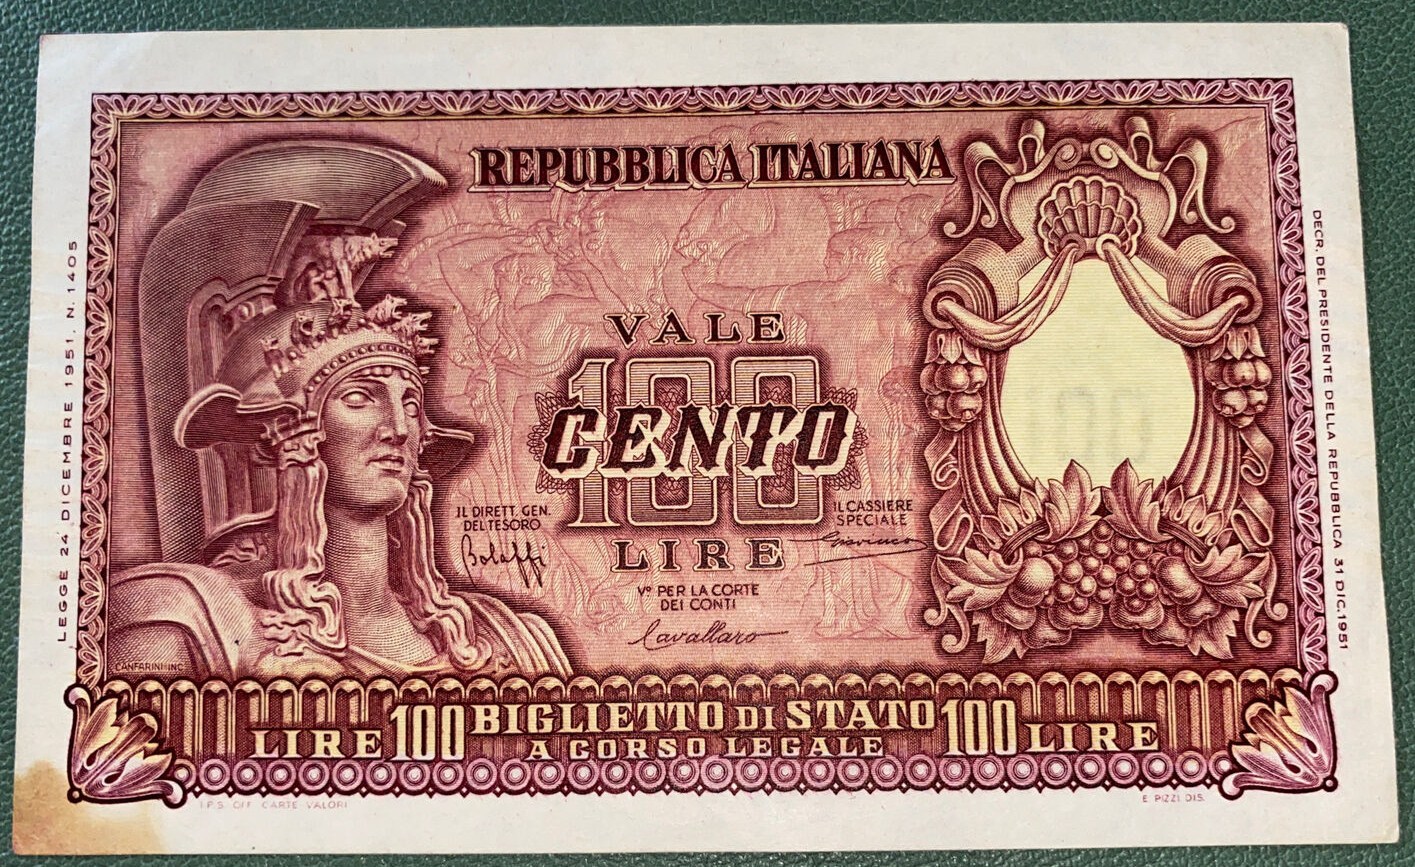 REPUBBLICA ITALIANA
LEGGE 24 DICEMBRE 1951. N. 1405
DECR. DEL PRESIDENTE DELLA REPUBBLICA 31 DIC. 1951
VALE
100
CENTO
LIRE
IL DIRETT. GEN.
DEL TESORO
Bolaffi
IL CASSIERE
SPECIALE
Giovinco
Vº PER LA CORTE
DEI CONTI
Cavallaro
CANFARINI INC.
LIRE 100 BIGLIETTO DI STATO 100 LIRE
A CORSO LEGALE
I.P.S. OFF. CARTE VALORI
E. PIZZI DIS.